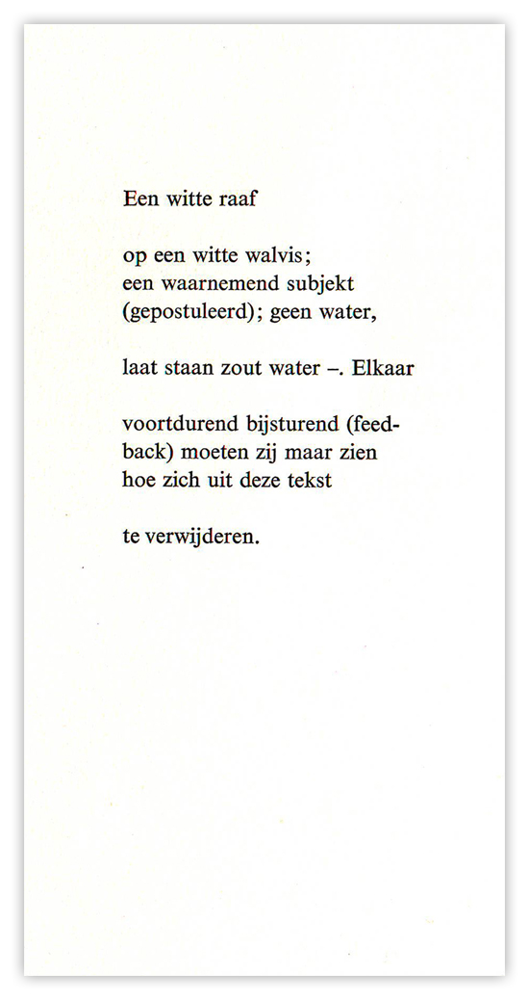 Een witte raaf
op een witte walvis;
een waarnemend subjekt
(gepostuleerd); geen water,
laat staan zout water –. Elkaar
voortdurend bijsturend (feed-
back) moeten zij maar zien
hoe zich uit deze tekst
te verwijderen.